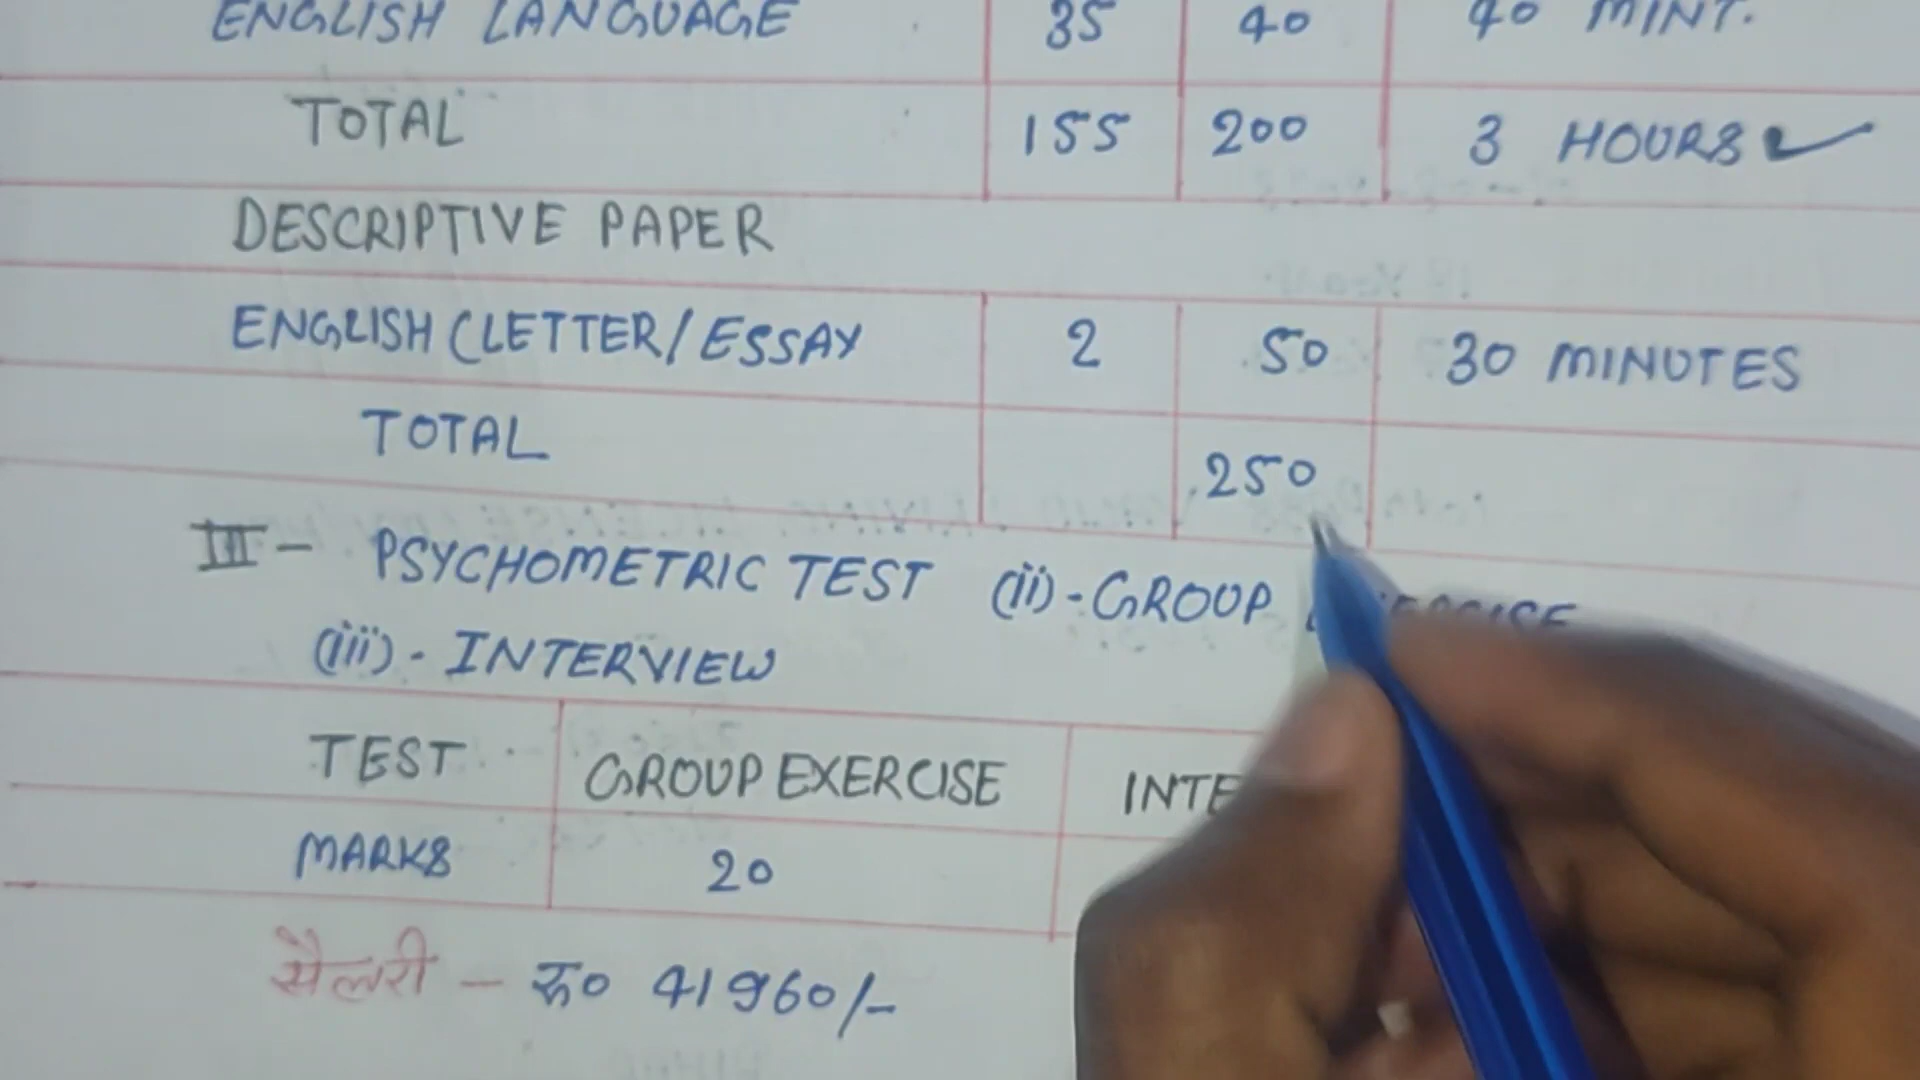 ENGLISH LANGUAGE 35 40 40 MINT.
TOTAL 155 200 3 HOURS
DESCRIPTIVE PAPER
ENGLISH (LETTER/ESSAY 2 50 30 MINUTES
TOTAL 250
III - PSYCHOMETRIC TEST (ii)-GROUP
(iii)-INTERVIEW
TEST GROUP EXERCISE
MARKS 20
सैलरी - रु० 41960/-